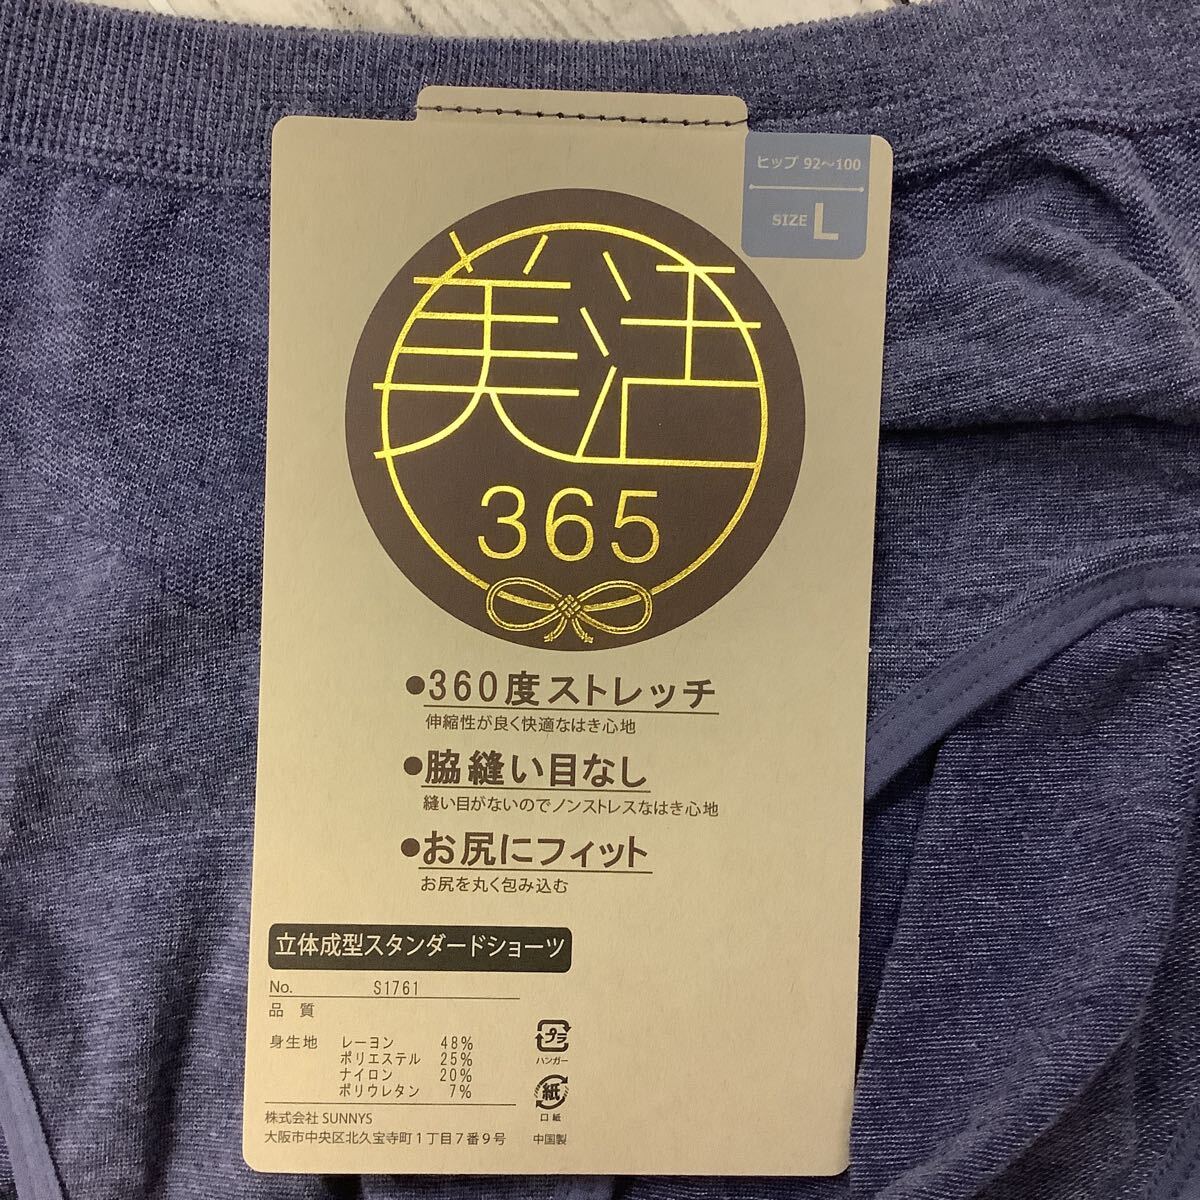 ヒップ 92〜100
SIZE L
美活
365
●360度ストレッチ
伸縮性が良く快適なはき心地
●脇縫い目なし
縫い目がないのでノンストレスなはき心地
●お尻にフィット
お尻を丸く包み込む
立体成型スタンダードショーツ
No. S1761
品 質
身生地 レーヨン 48%
ポリエステル 25%
ナイロン 20%
ポリウレタン 7%
プラ
ハンガー
紙
口紙
株式会社 SUNNYS
大阪市中央区北久宝寺町1丁目7番9号 中国製